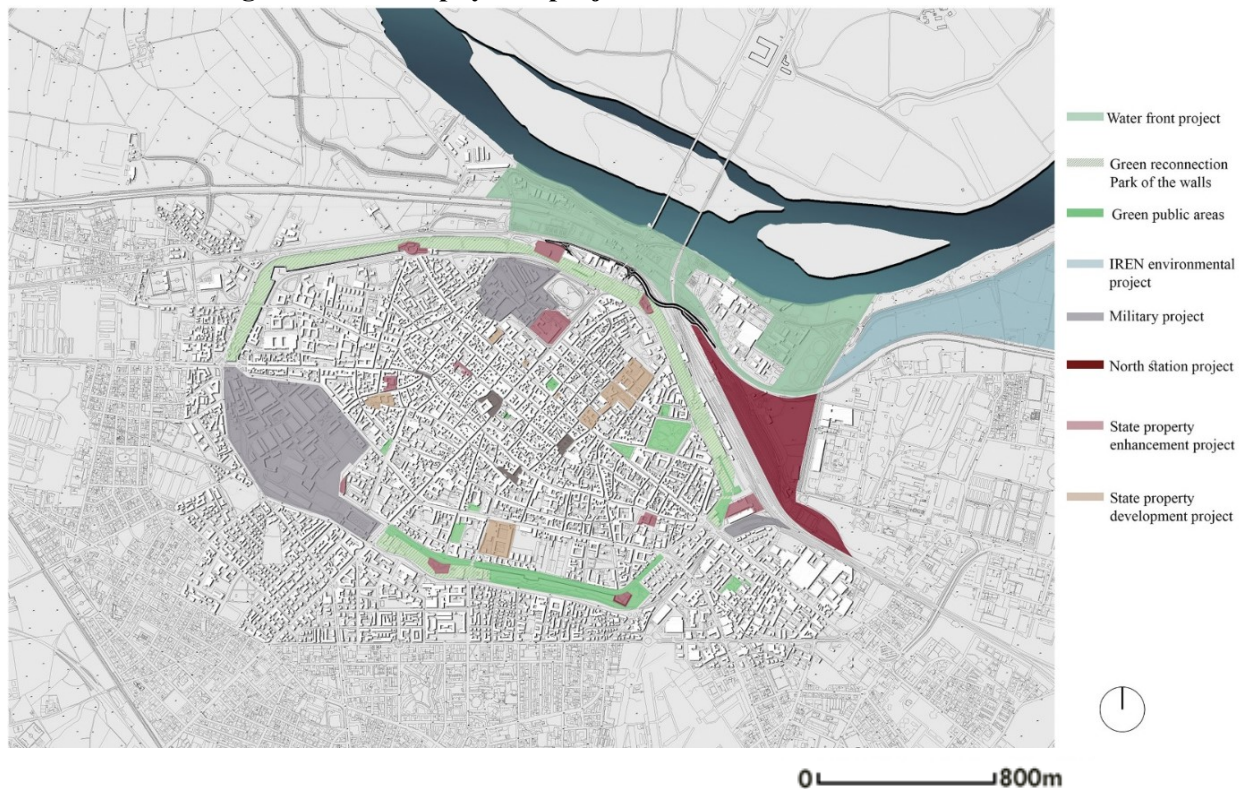 Water front project
Green reconnection
Park of the walls
Green public areas
IREN environmental
project
Military project
North station project
State property
enhancement project
State property
development project
0
800m